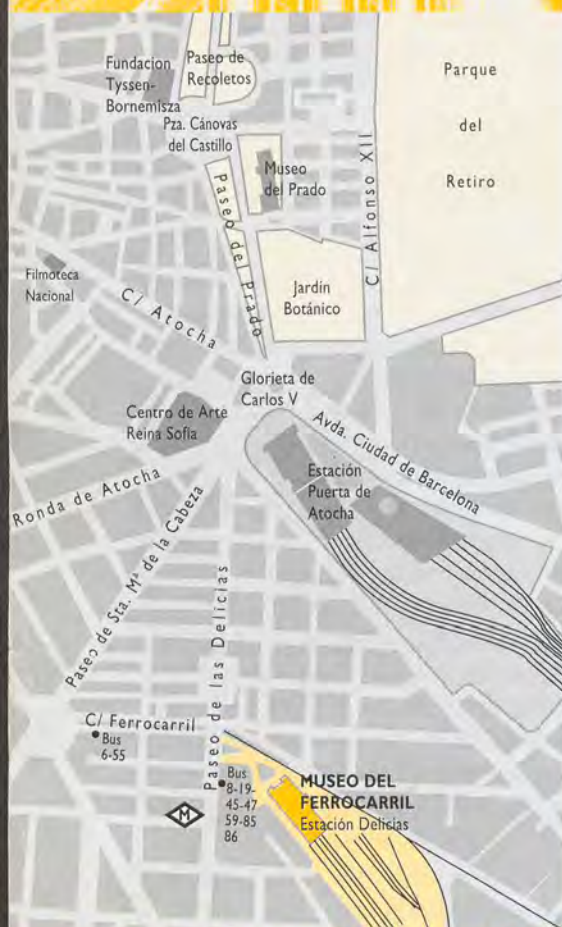 Fundacion
Tyssen-
Bornemisza
Paseo de
Recoletos
Pza. Cánovas
del Castillo
Museo
del Prado
Parque
del
Retiro
C/ Alfonso XII
Paseo del Prado
Jardín
Botánico
Filmoteca
Nacional
C/ Atocha
Glorieta de
Carlos V
Centro de Arte
Reina Sofía
Avda. Ciudad de Barcelona
Estación
Puerta de
Atocha
Ronda de Atocha
Paseo de Sta. Mª de la Cabeza
Paseo de las Delicias
C/ Ferrocarril
Bus
6-55
Bus
8-19-
45-47
59-85
86
M
MUSEO DEL
FERROCARRIL
Estación Delicias